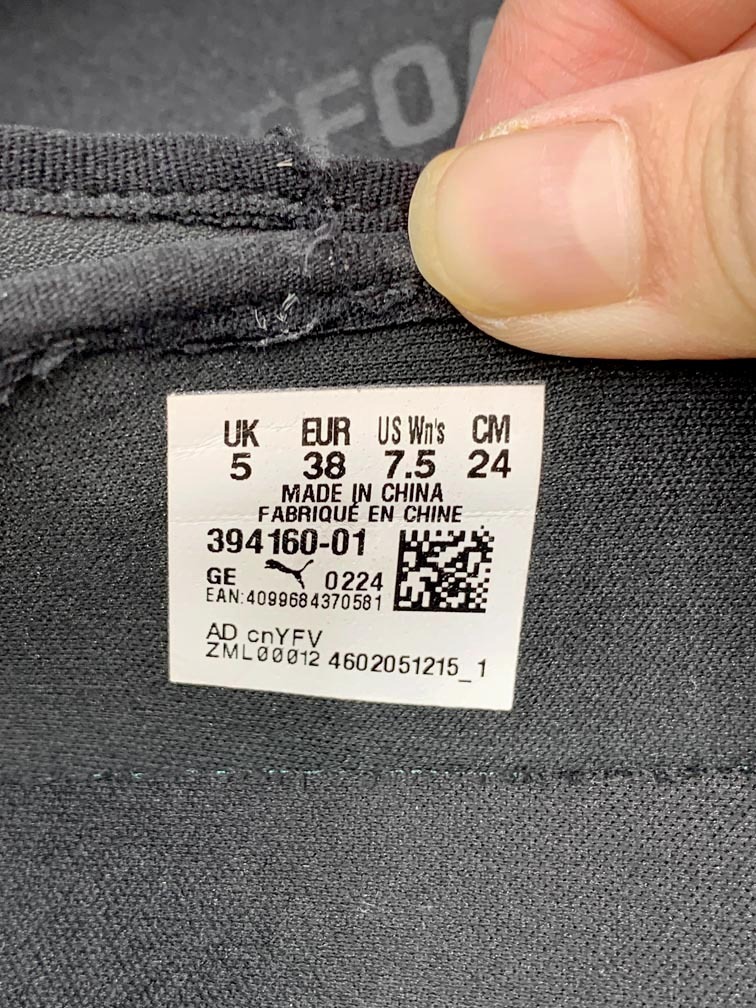 FO
UK EUR US Wn's CM
5 38 7.5 24
MADE IN CHINA
FABRIQUÉ EN CHINE
394160-01
GE 0224
EAN:4099684370581
AD cnYFV
ZML00012 4602051215_1